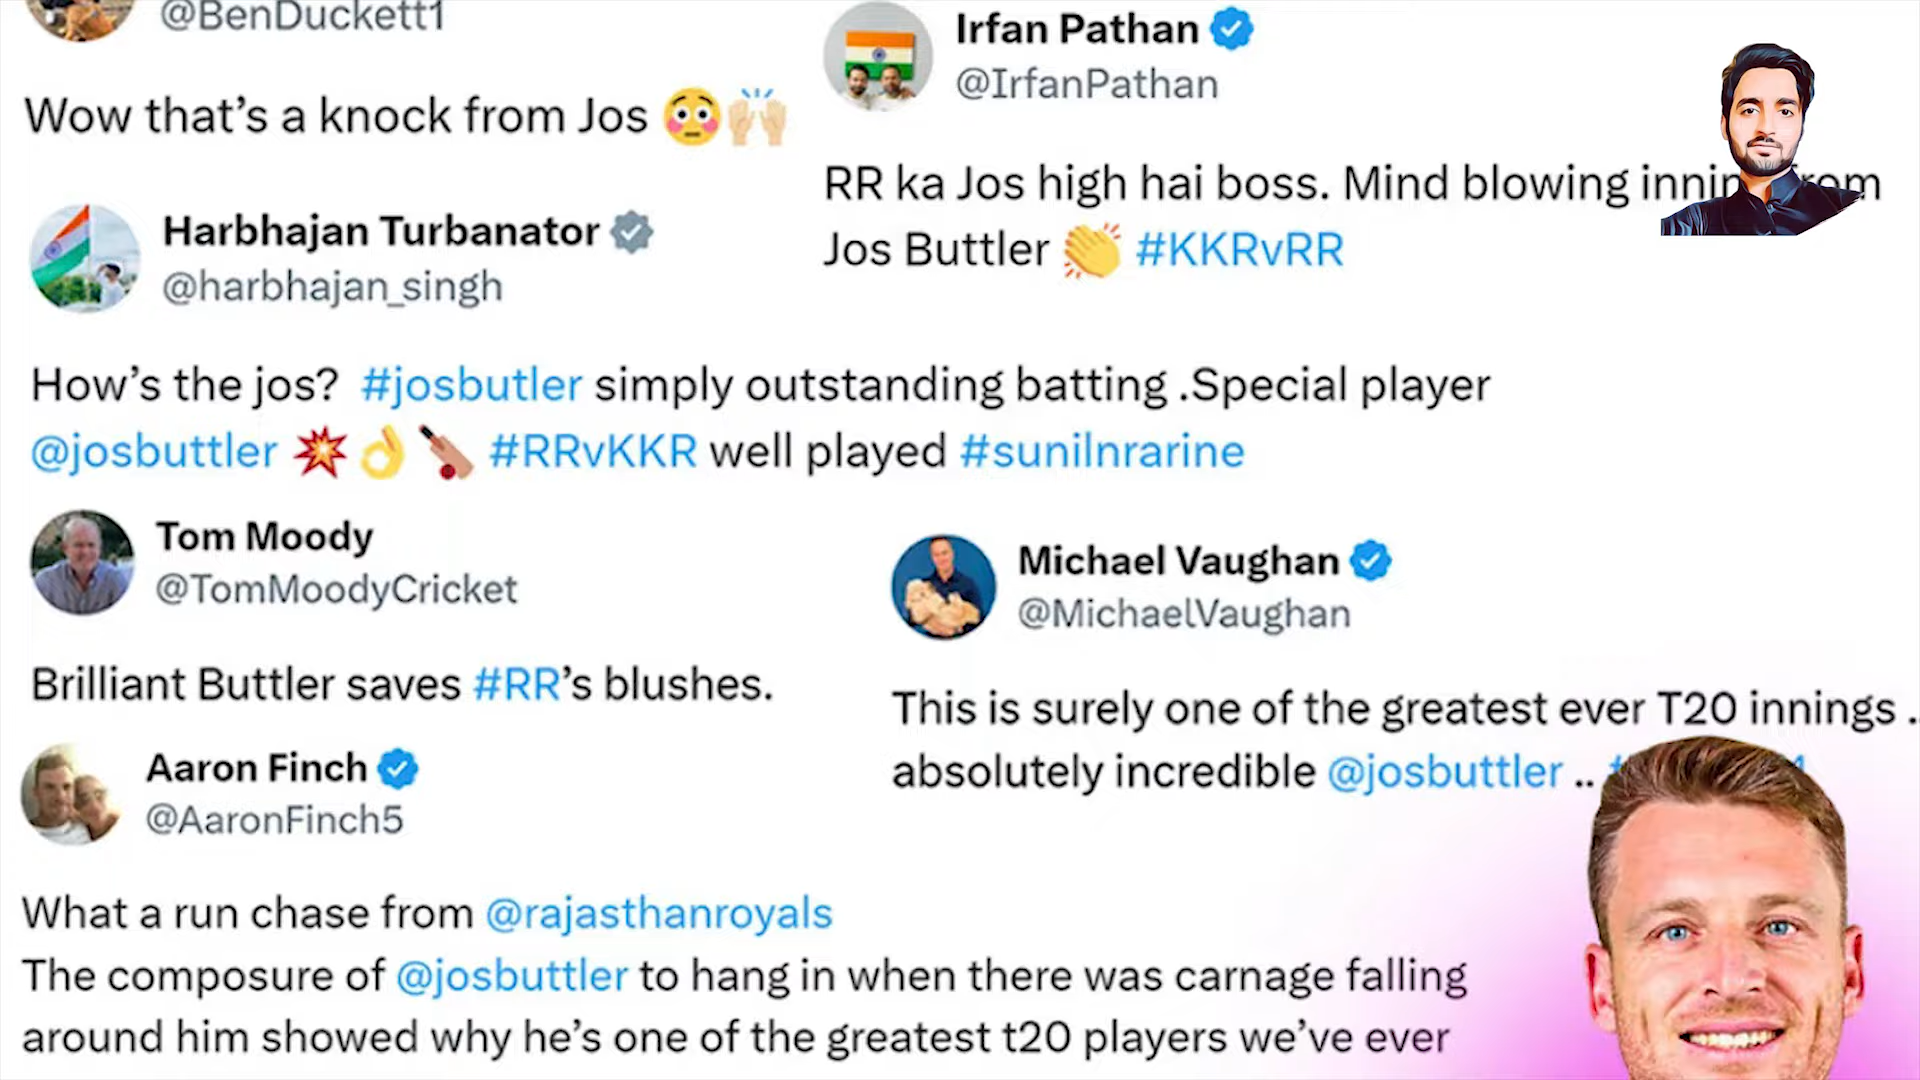 @BenDuckett1
Wow that's a knock from Jos 😳🙌🏻
Irfan Pathan
@IrfanPathan
RR ka Jos high hai boss. Mind blowing innin
Jos Buttler 👏 #KKRvRR
Harbhajan Turbanator
@harbhajan_singh
How's the jos? #josbutler simply outstanding batting .Special player
@josbuttler 💥👌🏏 #RRvKKR well played #sunilnrarine
Tom Moody
@TomMoodyCricket
Brilliant Buttler saves #RR's blushes.
Michael Vaughan
@MichaelVaughan
This is surely one of the greatest ever T20 innings ..
absolutely incredible @josbuttler ..
Aaron Finch
@AaronFinch5
What a run chase from @rajasthanroyals
The composure of @josbuttler to hang in when there was carnage falling
around him showed why he's one of the greatest t20 players we've ever